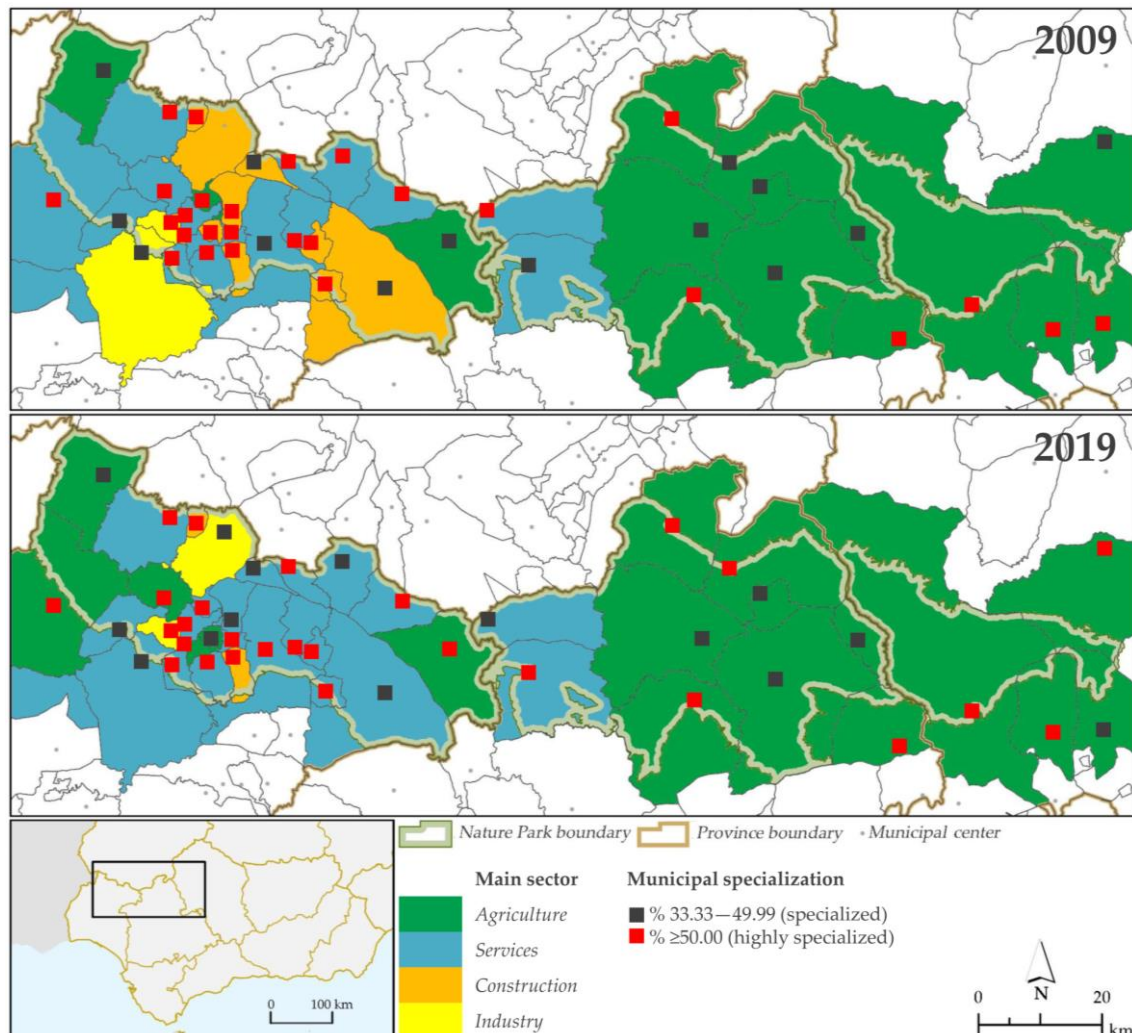 2009
2019
Nature Park boundary Province boundary Municipal center
Main sector Municipal specialization
Agriculture % 33.33—49.99 (specialized)
Services % ≥50.00 (highly specialized)
Construction
Industry
0 100 km
N
0 20
km